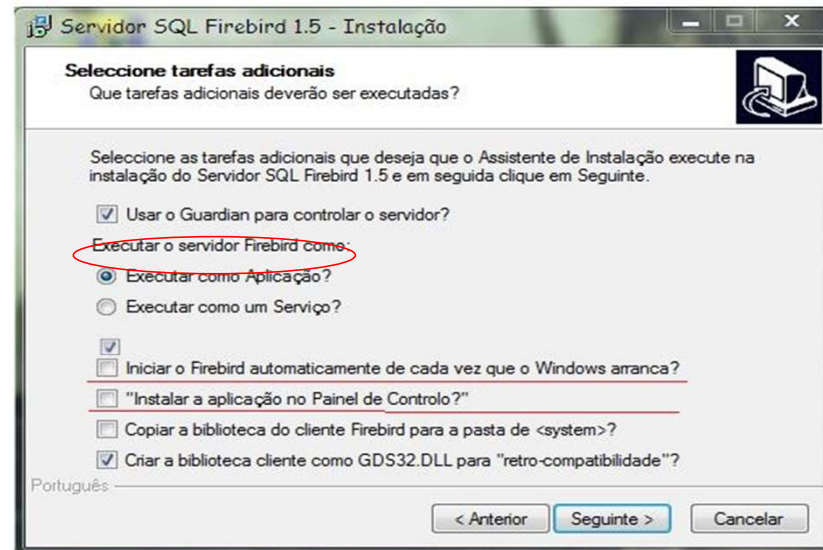 Servidor SQL Firebird 1.5 - Instalação
Seleccione tarefas adicionais
Que tarefas adicionais deverão ser executadas?
Seleccione as tarefas adicionais que deseja que o Assistente de Instalação execute na
instalação do Servidor SQL Firebird 1.5 e em seguida clique em Seguinte.
Usar o Guardian para controlar o servidor?
Executar o servidor Firebird como:
Executar como Aplicação?
Executar como um Serviço?
Iniciar o Firebird automaticamente de cada vez que o Windows arranca?
"Instalar a aplicação no Painel de Controlo?"
Copiar a biblioteca do cliente Firebird para a pasta de <system>?
Criar a biblioteca cliente como GDS32.DLL para "retro-compatibilidade"?
Português
< Anterior
Seguinte >
Cancelar